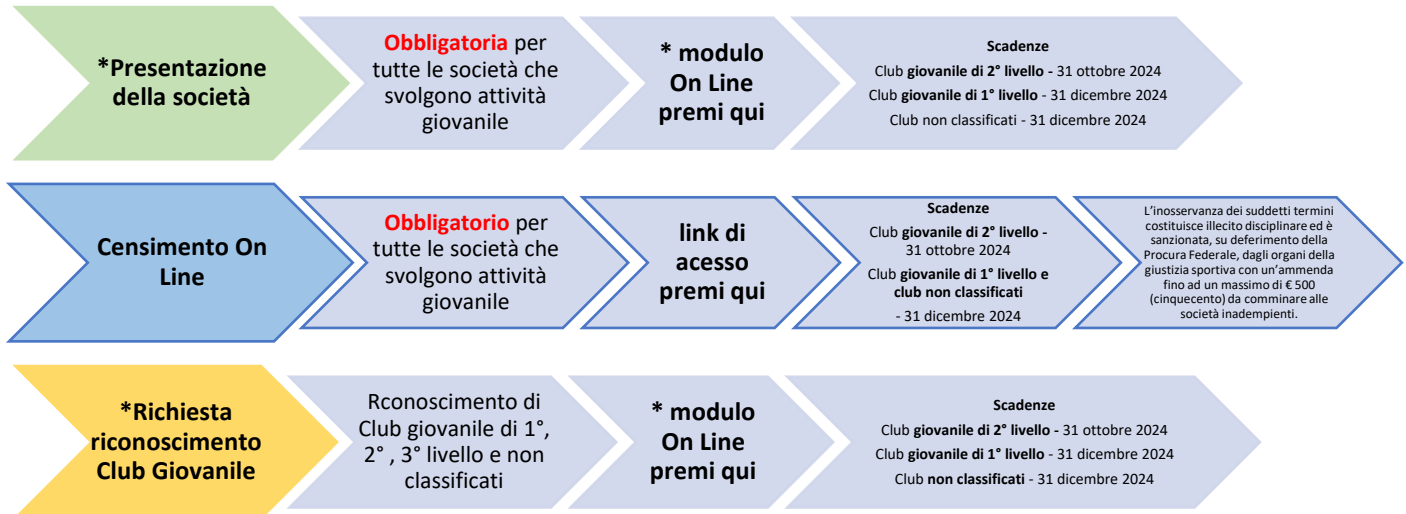 *Presentazione
della società
Obbligatoria per
tutte le società che
svolgono attività
giovanile
* modulo
On Line
premi qui
Scadenze
Club giovanile di 2° livello - 31 ottobre 2024
Club giovanile di 1° livello - 31 dicembre 2024
Club non classificati - 31 dicembre 2024
Censimento On
Line
Obbligatorio per
tutte le società che
svolgono attività
giovanile
link di
acesso
premi qui
Scadenze
Club giovanile di 2° livello -
31 ottobre 2024
Club giovanile di 1° livello e
club non classificati
- 31 dicembre 2024
L'inosservanza dei suddetti termini
costituisce illecito disciplinare ed è
sanzionata, su deferimento della
Procura Federale, dagli organi della
giustizia sportiva con un'ammenda
fino ad un massimo di € 500
(cinquecento) da comminare alle
società inadempienti.
*Richiesta
riconoscimento
Club Giovanile
Rconoscimento di
Club giovanile di 1°,
2° , 3° livello e non
classificati
* modulo
On Line
premi qui
Scadenze
Club giovanile di 2° livello - 31 ottobre 2024
Club giovanile di 1° livello - 31 dicembre 2024
Club non classificati - 31 dicembre 2024